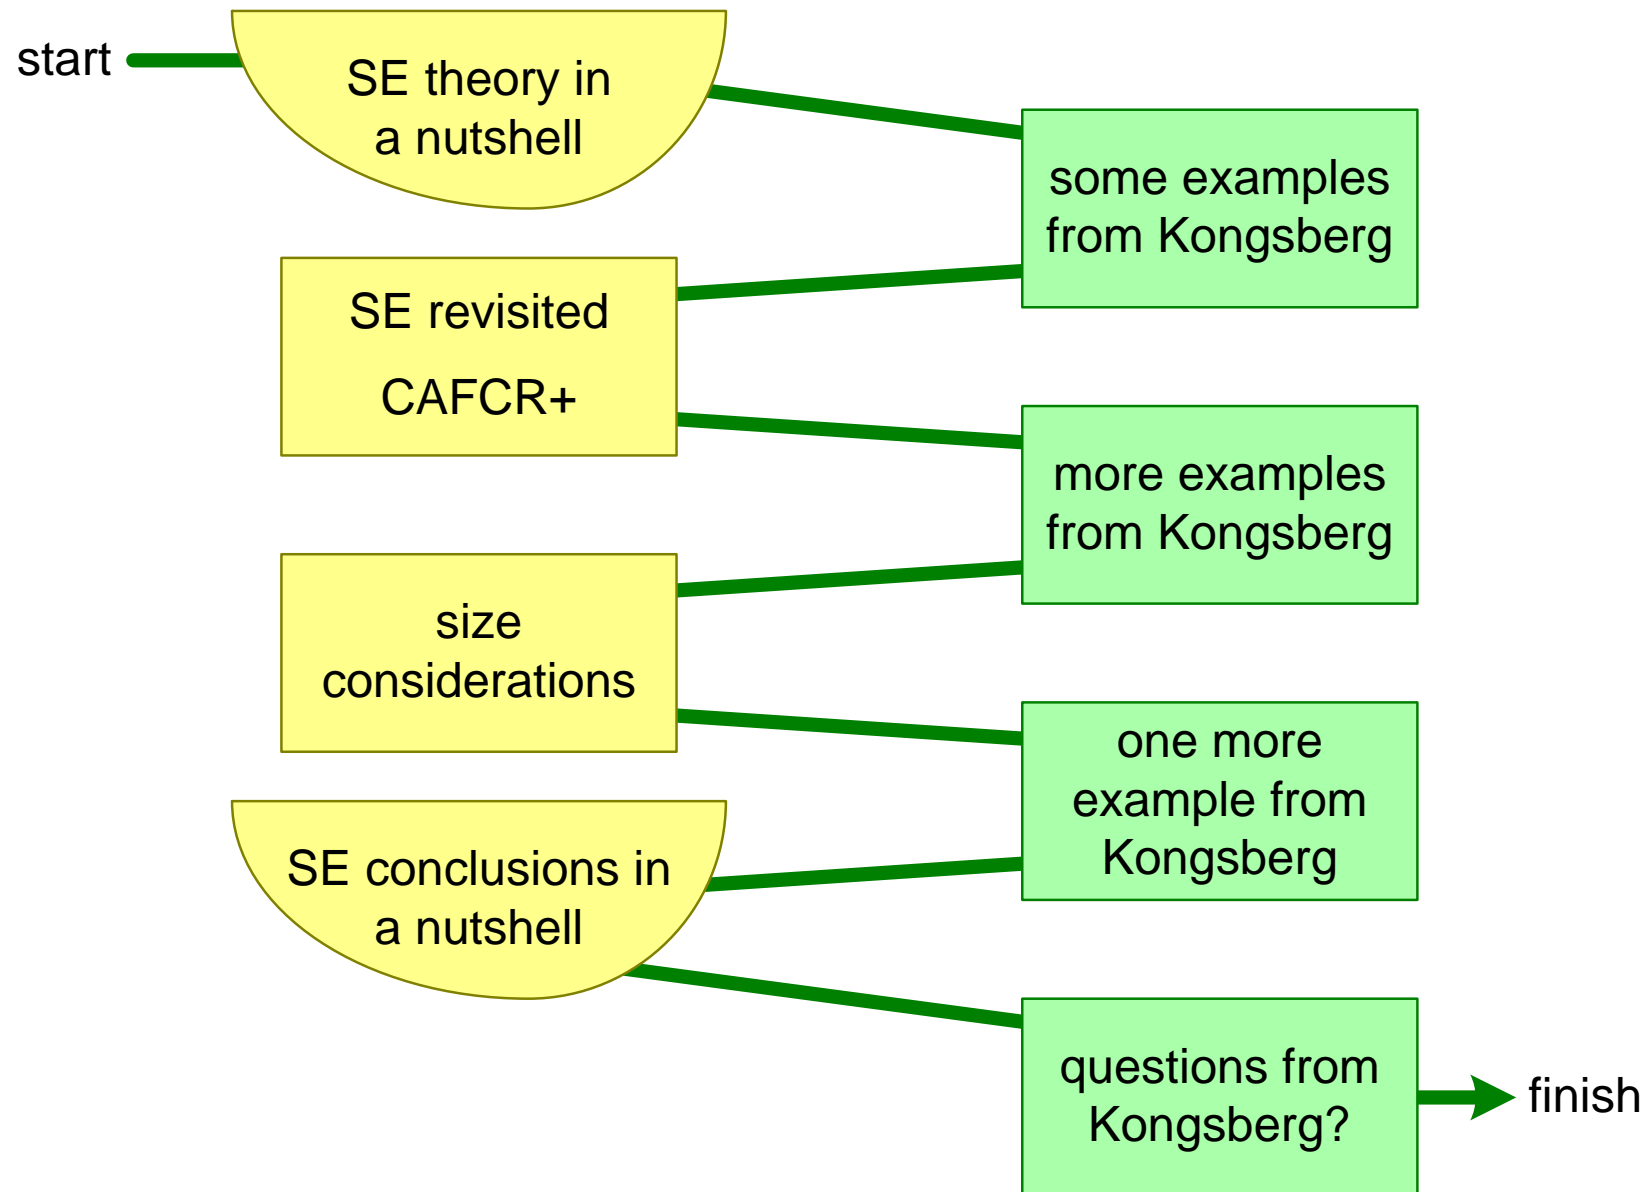 start
SE theory in
a nutshell
some examples
from Kongsberg
SE revisited
CAFCR+
more examples
from Kongsberg
size
considerations
one more
example from
Kongsberg
SE conclusions in
a nutshell
questions from
Kongsberg?
finish